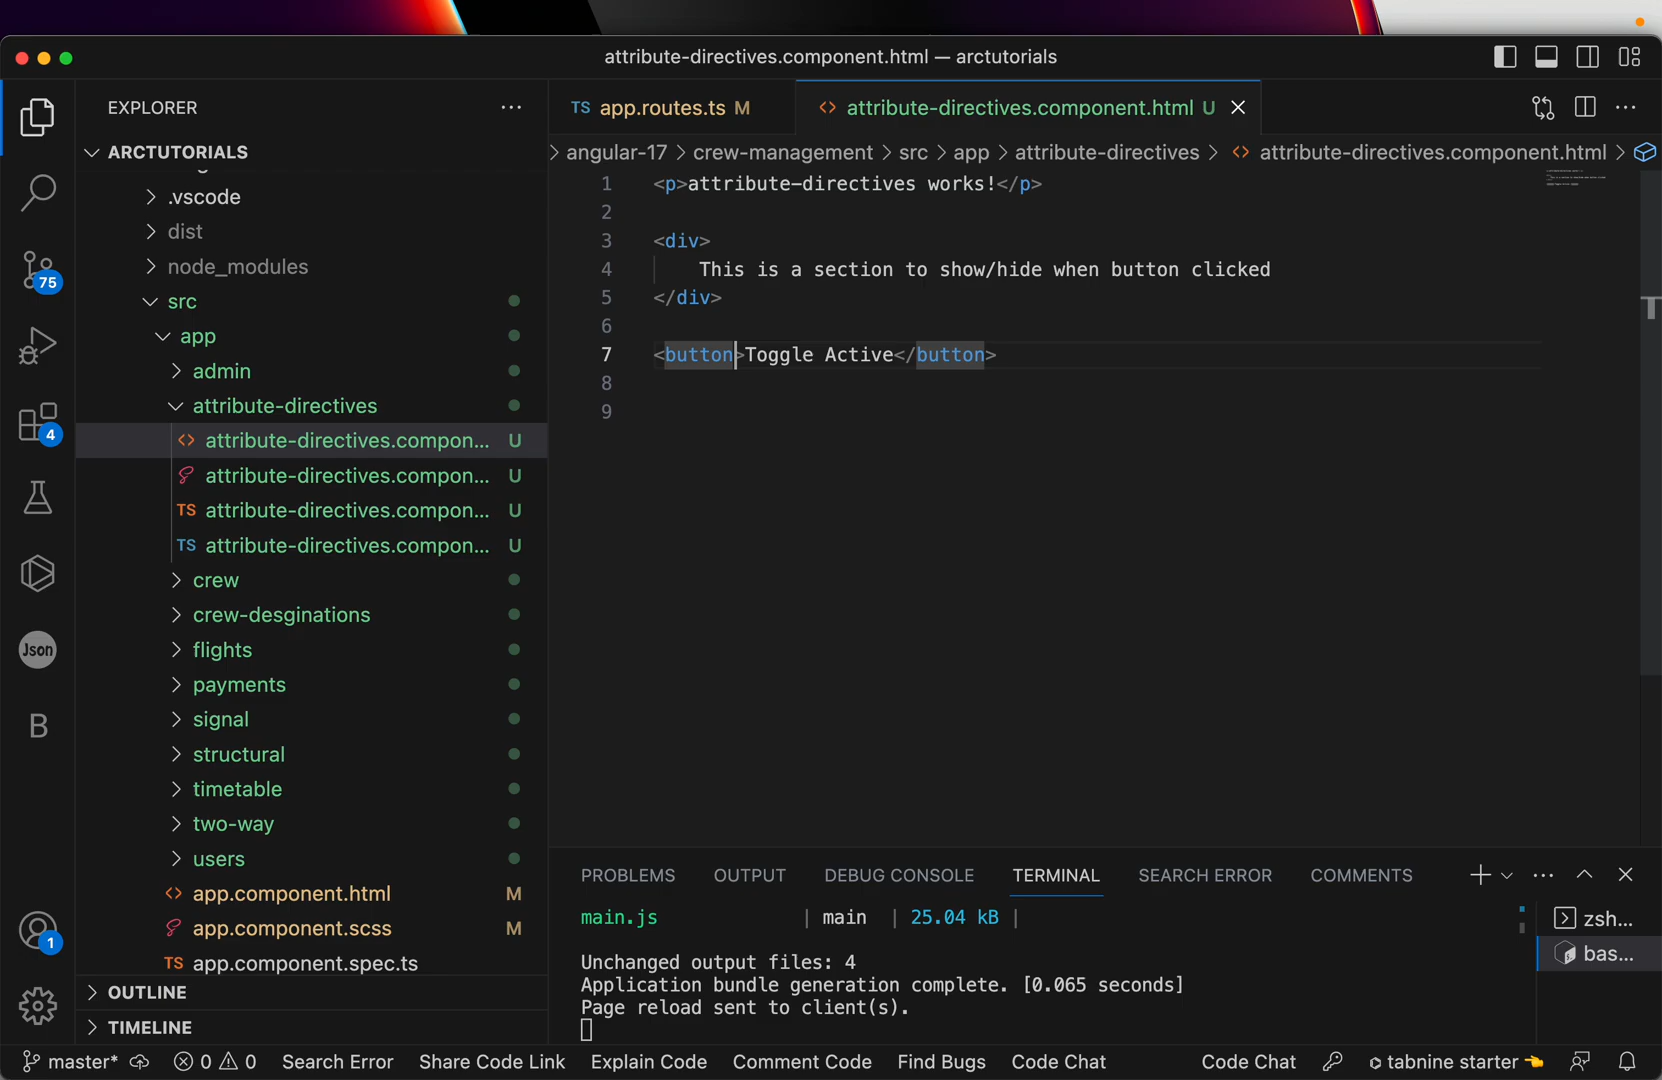 attribute-directives.component.html — arctutorials
EXPLORER
TS app.routes.ts M
<> attribute-directives.component.html U
angular-17 > crew-management > src > app > attribute-directives > <> attribute-directives.component.html >
ARCTUTORIALS
.vscode
dist
node_modules
src
app
admin
attribute-directives
<> attribute-directives.compon... U
attribute-directives.compon... U
TS attribute-directives.compon... U
TS attribute-directives.compon... U
crew
crew-desginations
flights
payments
signal
structural
timetable
two-way
users
<> app.component.html M
app.component.scss M
TS app.component.spec.ts
OUTLINE
TIMELINE
75
4
Json
B
1
1 <p>attribute-directives works!</p>
2
3 <div>
4 This is a section to show/hide when button clicked
5 </div>
6
7 <button>Toggle Active</button>
8
9
PROBLEMS OUTPUT DEBUG CONSOLE TERMINAL SEARCH ERROR COMMENTS
main.js | main | 25.04 kB |
Unchanged output files: 4
Application bundle generation complete. [0.065 seconds]
Page reload sent to client(s).
zsh...
bas...
master* 0 0 Search Error Share Code Link Explain Code Comment Code Find Bugs Code Chat Code Chat tabnine starter